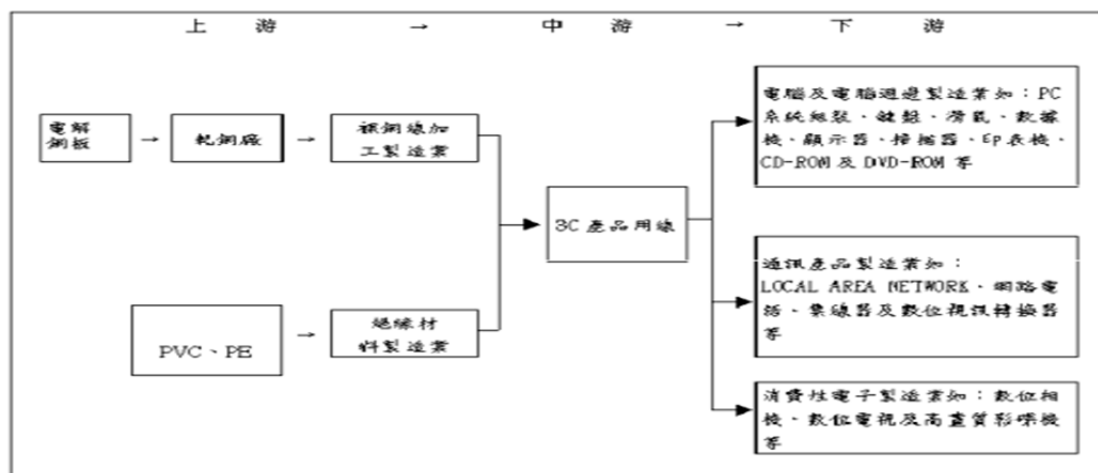 上 游 → 中 游 → 下 游
電解
銅板
→
軋銅廠
→
裸銅線加
工製造業
PVC、PE
→
絕緣材
料製造業
3C 產品用線
電腦及電腦週邊製造業如：PC
系統組裝、鍵盤、滑鼠、數據
機、顯示器、掃描器、印表機、
CD-ROM 及 DVD-ROM 等
通訊產品製造業如：
LOCAL AREA NETWORK、網路電
話、集線器及數位視訊轉換器
等
消費性電子製造業如：數位相
機、數位電視及高畫質影碟機
等